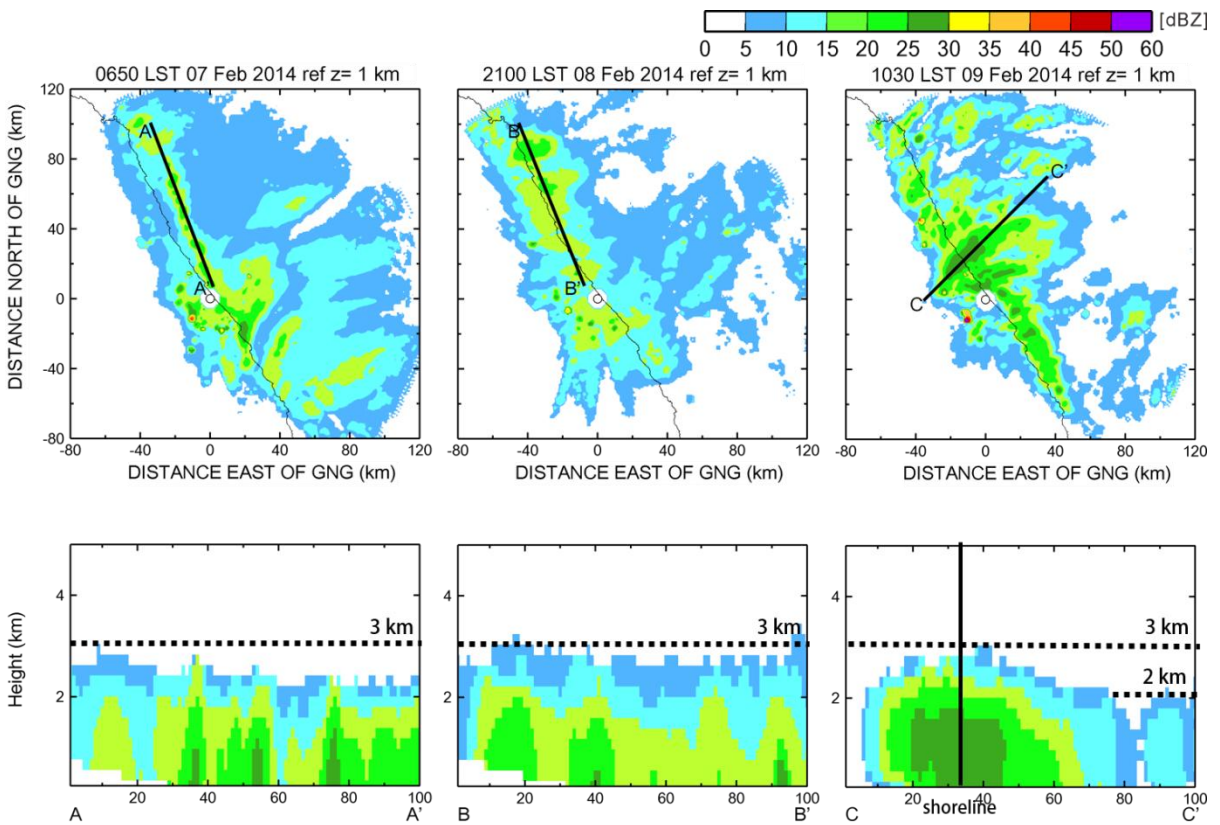 [dBZ]
0 5 10 15 20 25 30 35 40 45 50 60
0650 LST 07 Feb 2014 ref z= 1 km
2100 LST 08 Feb 2014 ref z= 1 km
1030 LST 09 Feb 2014 ref z= 1 km
DISTANCE NORTH OF GNG (km)
120
80
40
0
-40
-80
A
A'
B
B'
C
C'
-80 -40 0 40 80 120
-80 -40 0 40 80 120
-80 -40 0 40 80 120
DISTANCE EAST OF GNG (km)
DISTANCE EAST OF GNG (km)
DISTANCE EAST OF GNG (km)
Height (km)
4
2
3 km
4
2
3 km
4
2
3 km
2 km
20 40 60 80 100
20 40 60 80 100
20 40 60 80 100
shoreline
A A'
B B'
C C'